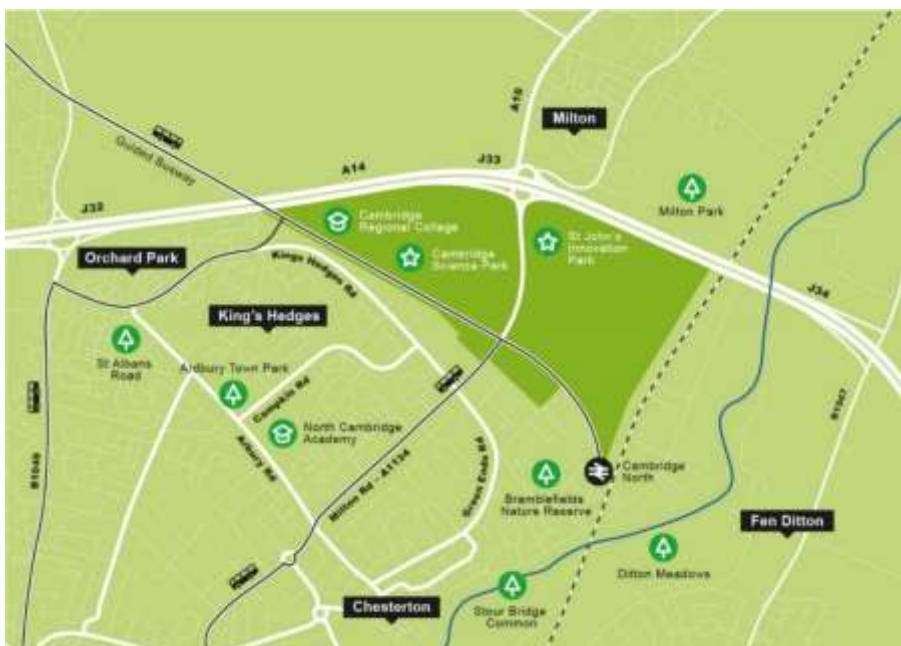 A10
Milton
J33
A14
Guided Busway
J32
Milton Park
Cambridge
Regional College
St John's
Innovation
Park
Cambridge
Science Park
Orchard Park
Kings Hedges Rd
J34
King's Hedges
St Albans
Road
Ardbury Town Park
Campkin Rd
North Cambridge
Academy
Arbury Rd
Milton Rd - A1134
Green Ends Rd
B1049
B1047
Cambridge
North
Bramblefields
Nature Reserve
Fen Ditton
Ditton Meadows
Stour Bridge
Common
Chesterton